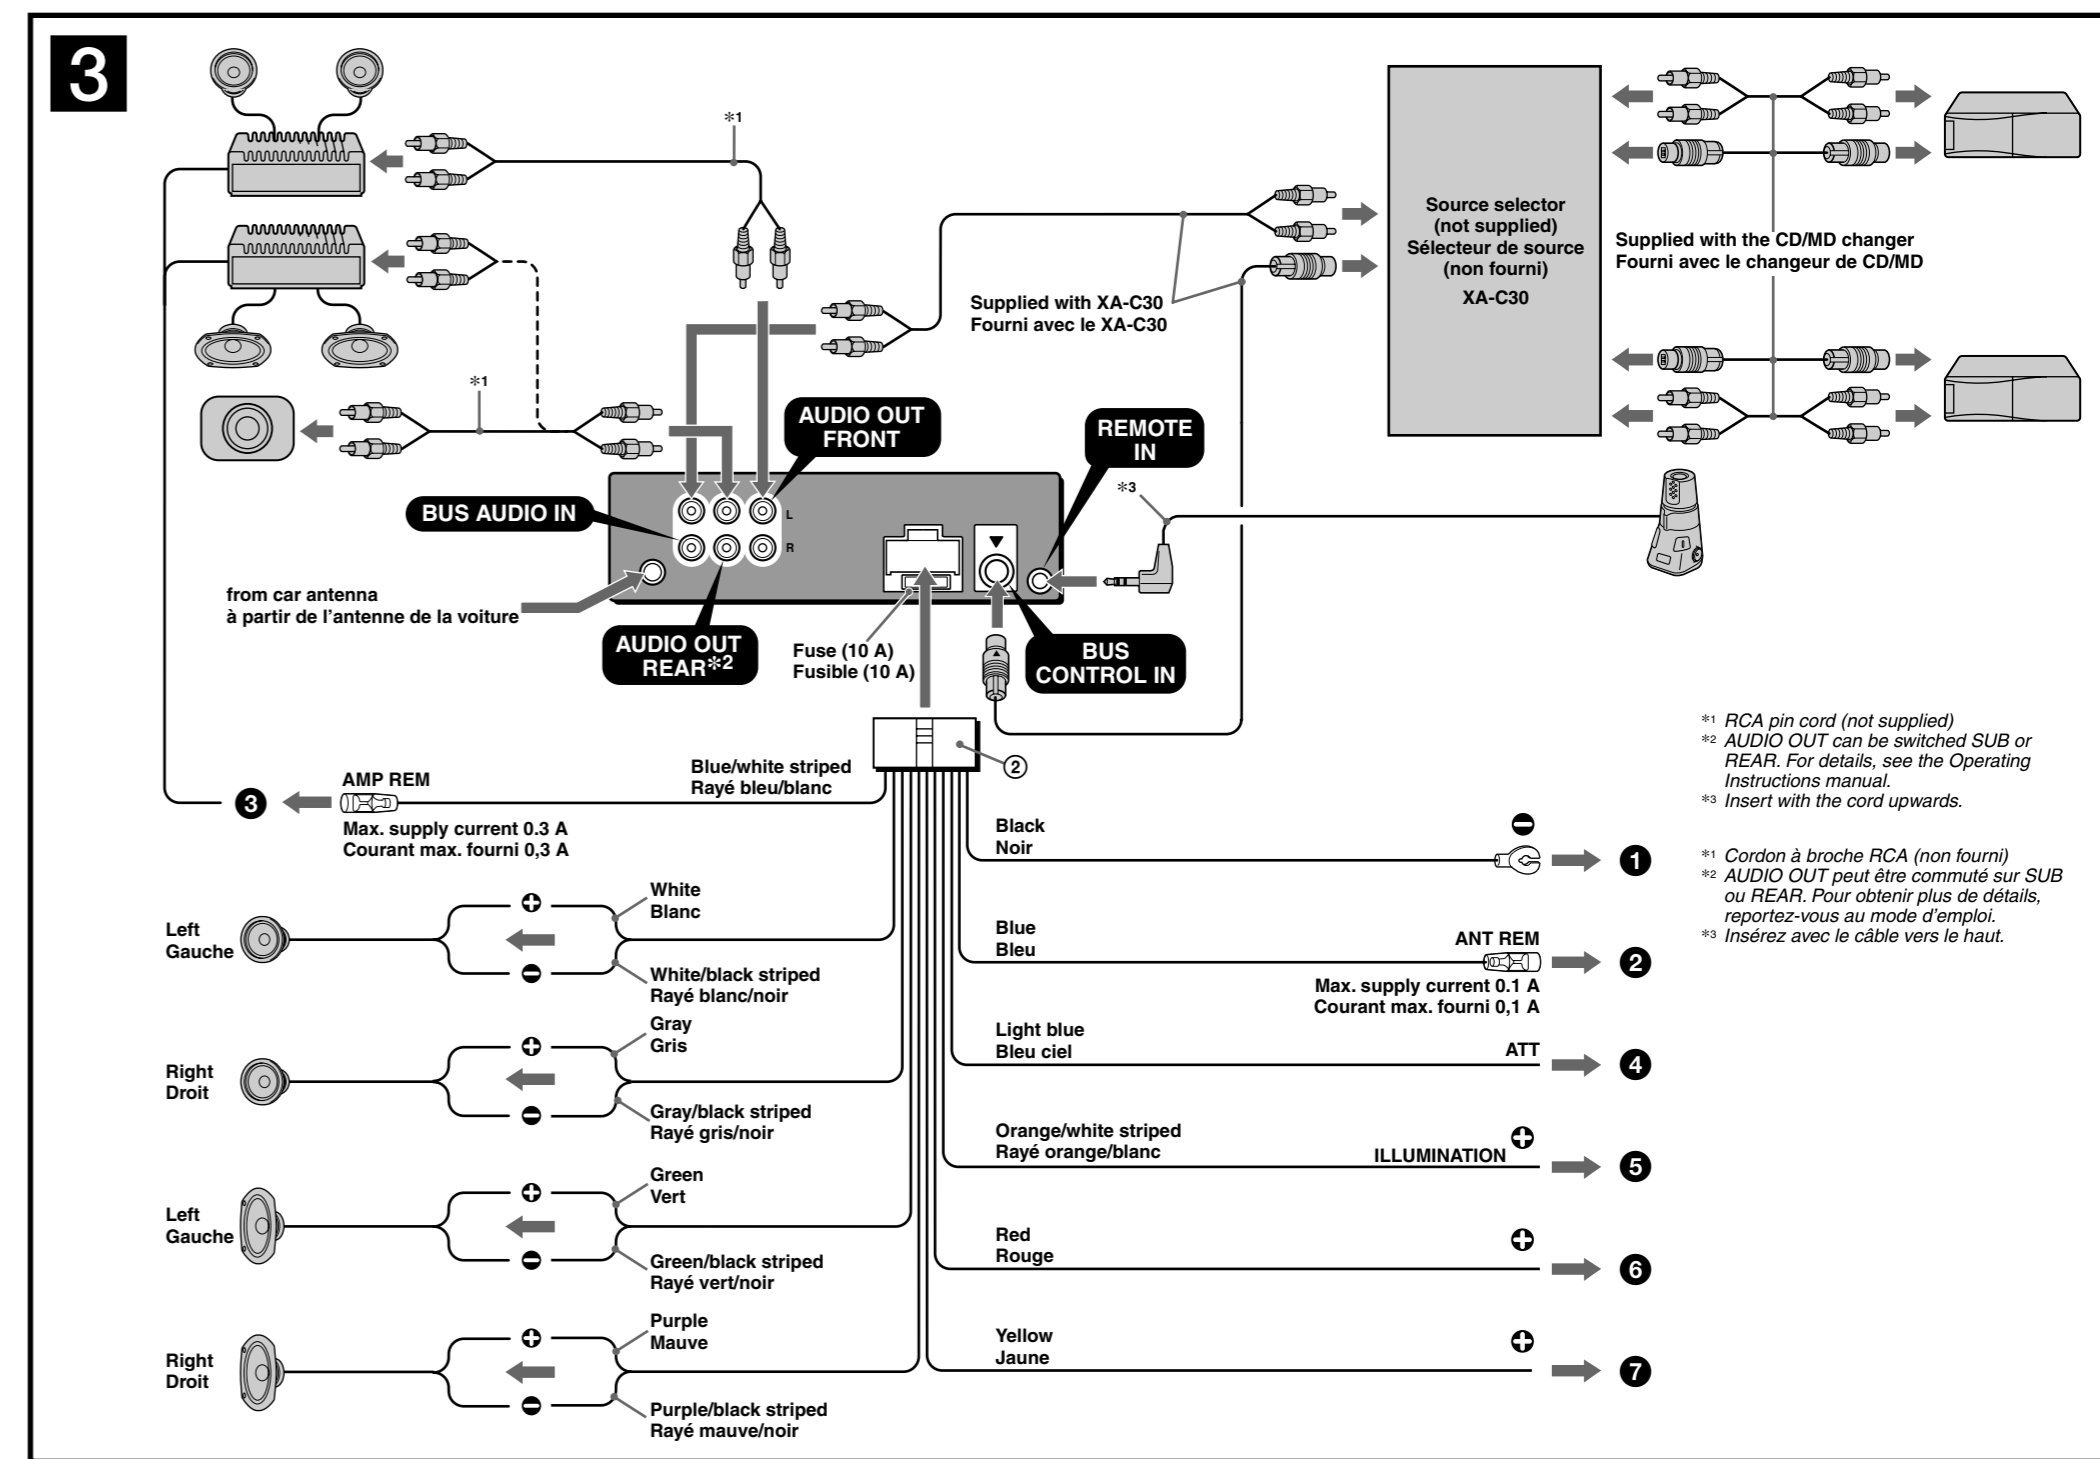 3
*1
Source selector
(not supplied)
Sélecteur de source
(non fourni)
XA-C30
Supplied with the CD/MD changer
Fourni avec le changeur de CD/MD
Supplied with XA-C30
Fourni avec le XA-C30
*1
AUDIO OUT
FRONT
REMOTE
IN
*3
BUS AUDIO IN
L
R
from car antenna
à partir de l'antenne de la voiture
AUDIO OUT
REAR*2
Fuse (10 A)
Fusible (10 A)
BUS
CONTROL IN
*1 RCA pin cord (not supplied)
*2 AUDIO OUT can be switched SUB or
REAR. For details, see the Operating
Instructions manual.
*3 Insert with the cord upwards.
*1 Cordon à broche RCA (non fourni)
*2 AUDIO OUT peut être commuté sur SUB
ou REAR. Pour obtenir plus de détails,
reportez-vous au mode d'emploi.
*3 Insérez avec le câble vers le haut.
②
Blue/white striped
Rayé bleu/blanc
AMP REM
❸
Max. supply current 0.3 A
Courant max. fourni 0,3 A
Black
Noir
❶
White
Blanc
Left
Gauche
White/black striped
Rayé blanc/noir
Blue
Bleu
ANT REM
❷
Max. supply current 0.1 A
Courant max. fourni 0,1 A
Gray
Gris
Right
Droit
Gray/black striped
Rayé gris/noir
Light blue
Bleu ciel
ATT
❹
Orange/white striped
Rayé orange/blanc
ILLUMINATION
❺
Green
Vert
Left
Gauche
Green/black striped
Rayé vert/noir
Red
Rouge
❻
Purple
Mauve
Right
Droit
Purple/black striped
Rayé mauve/noir
Yellow
Jaune
❼